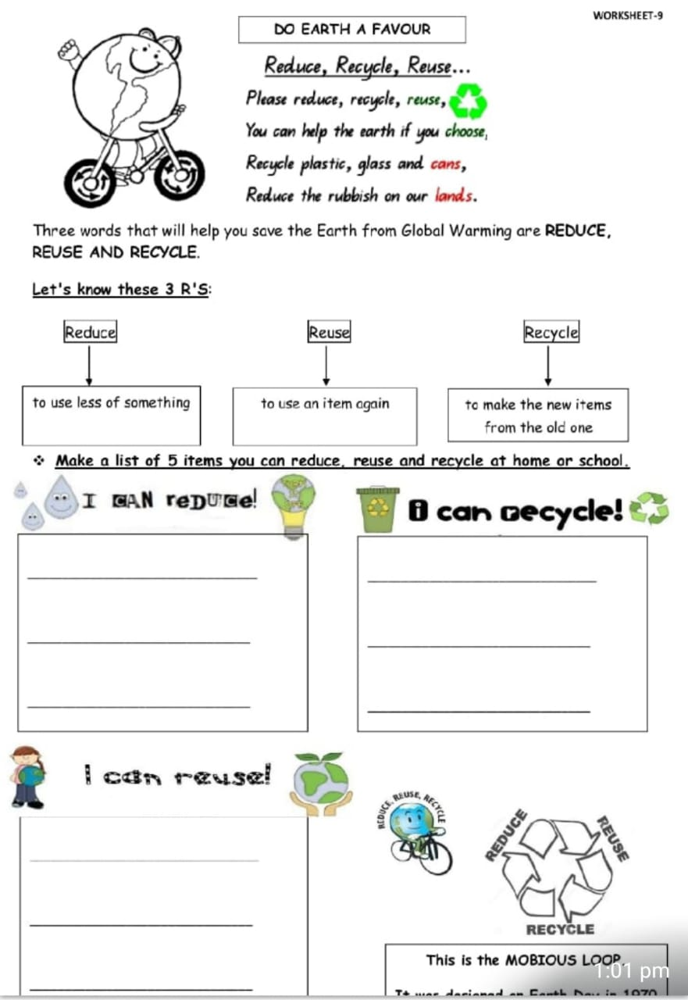 WORKSHEET-9
DO EARTH A FAVOUR
Reduce, Recycle, Reuse...
Please reduce, recycle, reuse,
You can help the earth if you choose,
Recycle plastic, glass and cans,
Reduce the rubbish on our lands.
Three words that will help you save the Earth from Global Warming are REDUCE,
REUSE AND RECYCLE.
Let's know these 3 R'S:
Reduce
Reuse
Recycle
to use less of something
to use an item again
to make the new items
from the old one
❖ Make a list of 5 items you can reduce, reuse and recycle at home or school.
I CAN reDUCe!
i can recycle!
I can reuse!
REDUCE, REUSE, RECYCLE
REDUCE
REUSE
RECYCLE
This is the MOBIOUS LOOP.
1:01 pm
It was designed on Earth Day in 1970